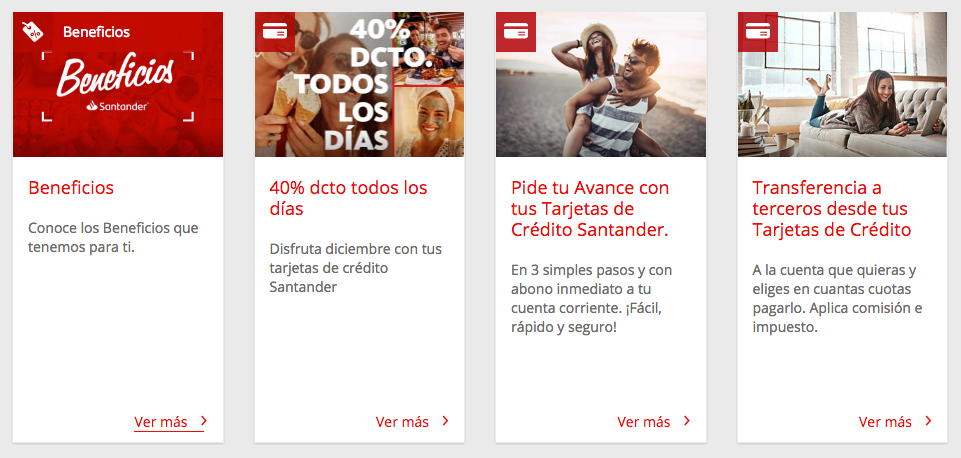 Beneficios
Beneficios
Santander
Beneficios
Conoce los Beneficios que
tenemos para ti.
Ver más
40%
DCTO.
TODOS
LOS
DÍAS
40% dcto todos los
días
Disfruta diciembre con tus
tarjetas de crédito
Santander
Ver más
Pide tu Avance con
tus Tarjetas de
Crédito Santander.
En 3 simples pasos y con
abono inmediato a tu
cuenta corriente. ¡Fácil,
rápido y seguro!
Ver más
Transferencia a
terceros desde tus
Tarjetas de Crédito
A la cuenta que quieras y
eliges en cuantas cuotas
pagarlo. Aplica comisión e
impuesto.
Ver más